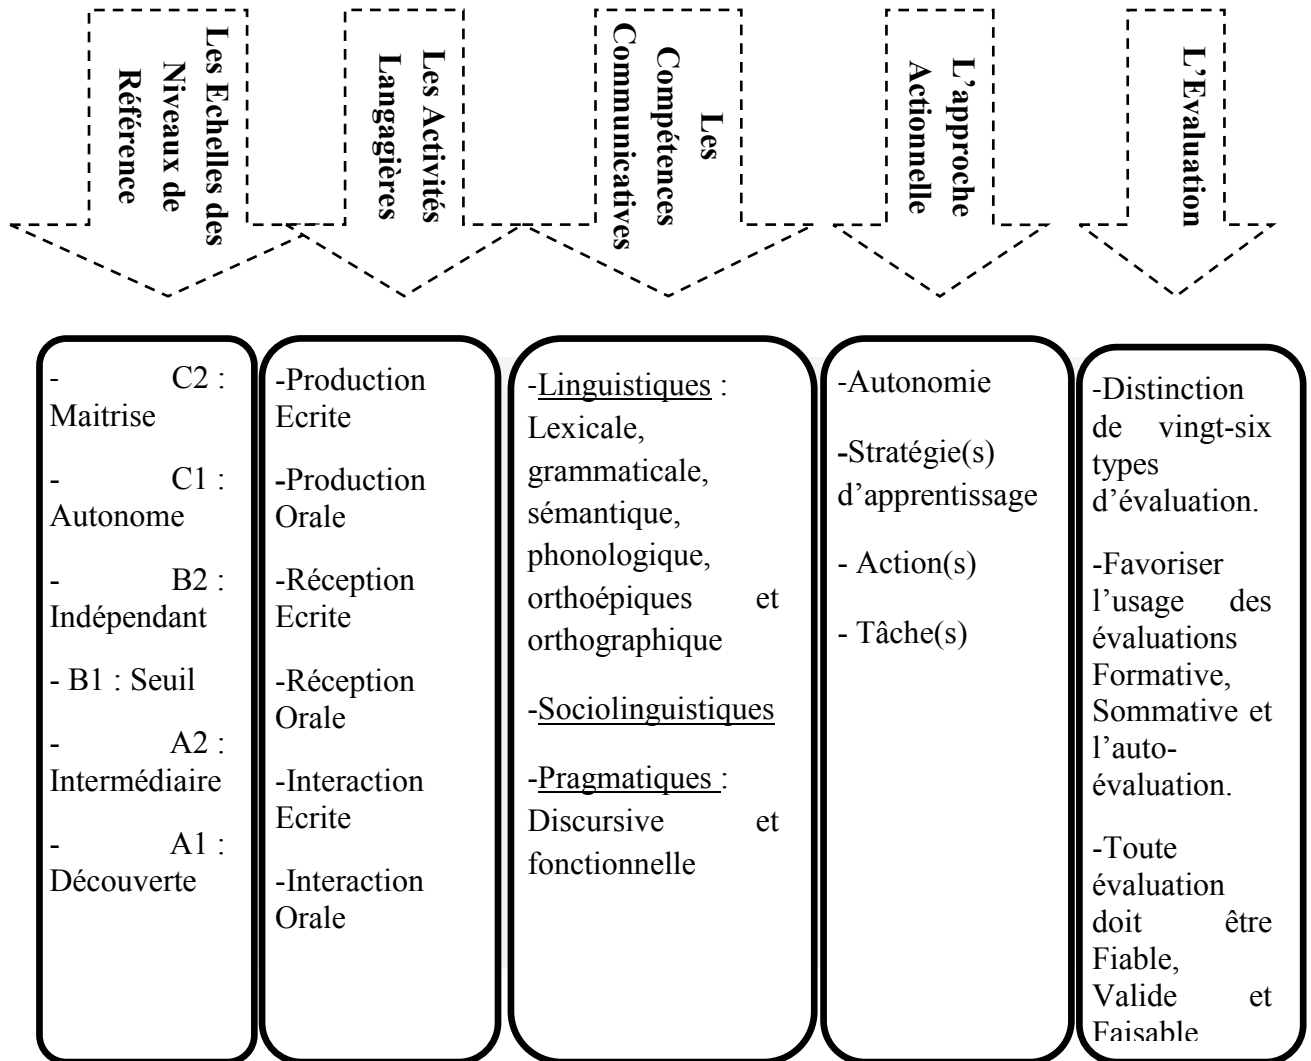 Les Echelles des
Niveaux de
Référence
Les Activités
Langagières
Les
Compétences
Communicatives
L’approche
Actionnelle
L’Evaluation
- C2 :
Maitrise
- C1 :
Autonome
- B2 :
Indépendant
- B1 : Seuil
- A2 :
Intermédiaire
- A1 :
Découverte
-Production
Ecrite
-Production
Orale
-Réception
Ecrite
-Réception
Orale
-Interaction
Ecrite
-Interaction
Orale
-Linguistiques :
Lexicale,
grammaticale,
sémantique,
phonologique,
orthoépiques et
orthographique
-Sociolinguistiques
-Pragmatiques :
Discursive et
fonctionnelle
-Autonomie
-Stratégie(s)
d’apprentissage
- Action(s)
- Tâche(s)
-Distinction
de vingt-six
types
d’évaluation.
-Favoriser
l’usage des
évaluations
Formative,
Sommative et
l’auto-
évaluation.
-Toute
évaluation
doit être
Fiable,
Valide et
Faisable